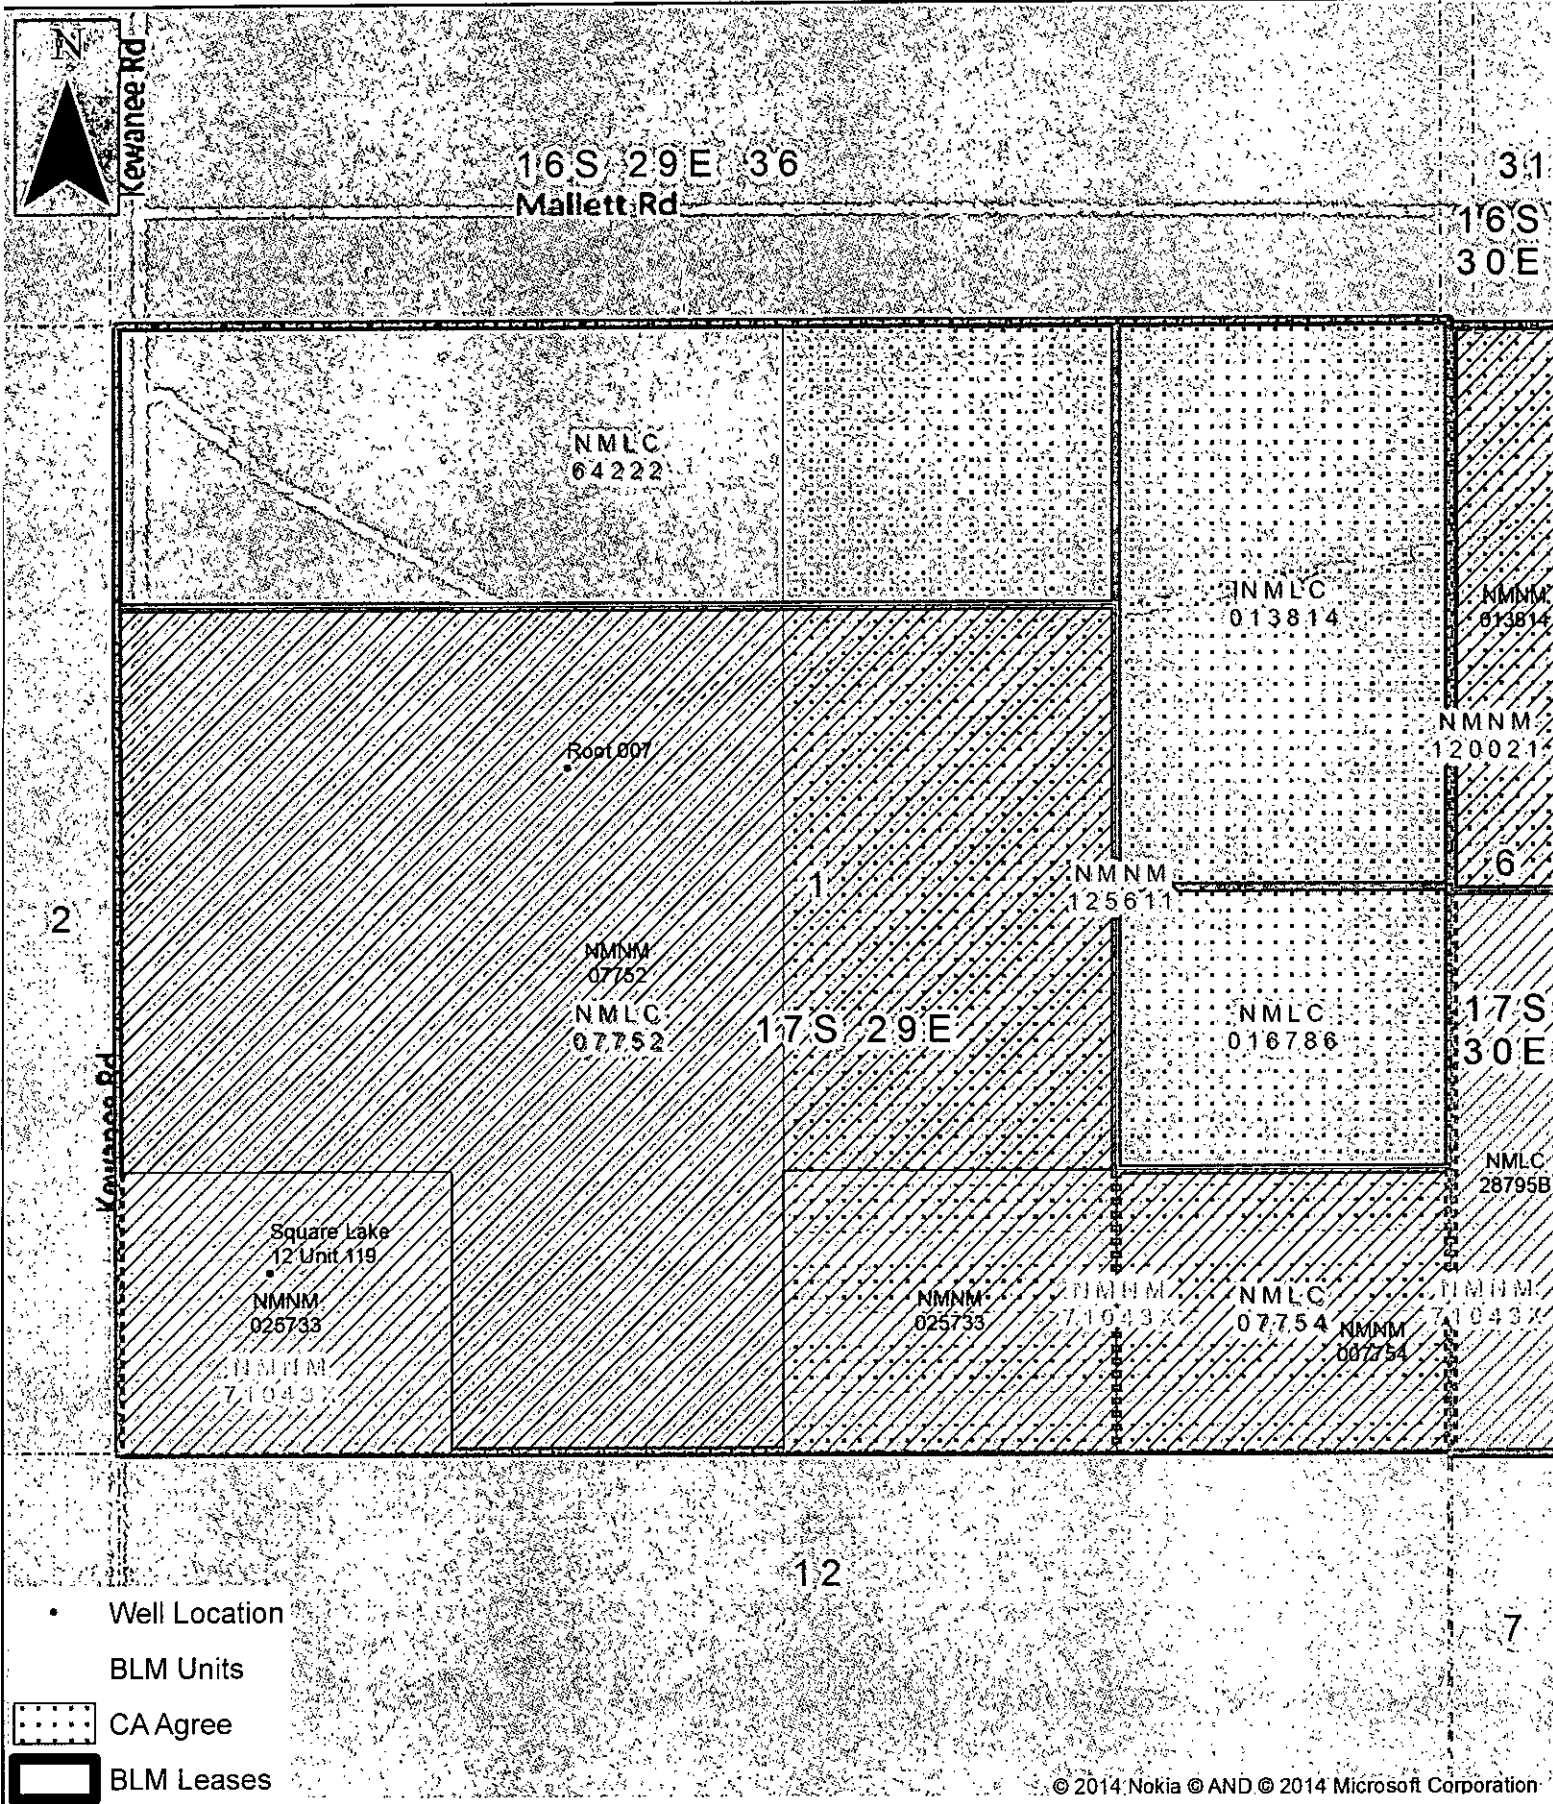 N
Kewanee Rd
16S 29E 36
Mallett Rd
31
16S
30E
NMLC
64222
NMLC
013814
NMNM
013814
NMNM
120021
Root 007
1
6
NMNM
125611
2
NMNM
07752
NMLC
07752
17S 29E
NMLC
016786
17S
30E
Kewanee Rd
NMLC
28795B
Square Lake
12 Unit 119
NMNM
025733
NMNM
71043X
NMNM
025733
NMNM
71043X
NMLC
07754
NMNM
007754
NMNM
71043X
12
7
Well Location
BLM Units
CA Agree
BLM Leases
© 2014 Nokia © AND © 2014 Microsoft Corporation